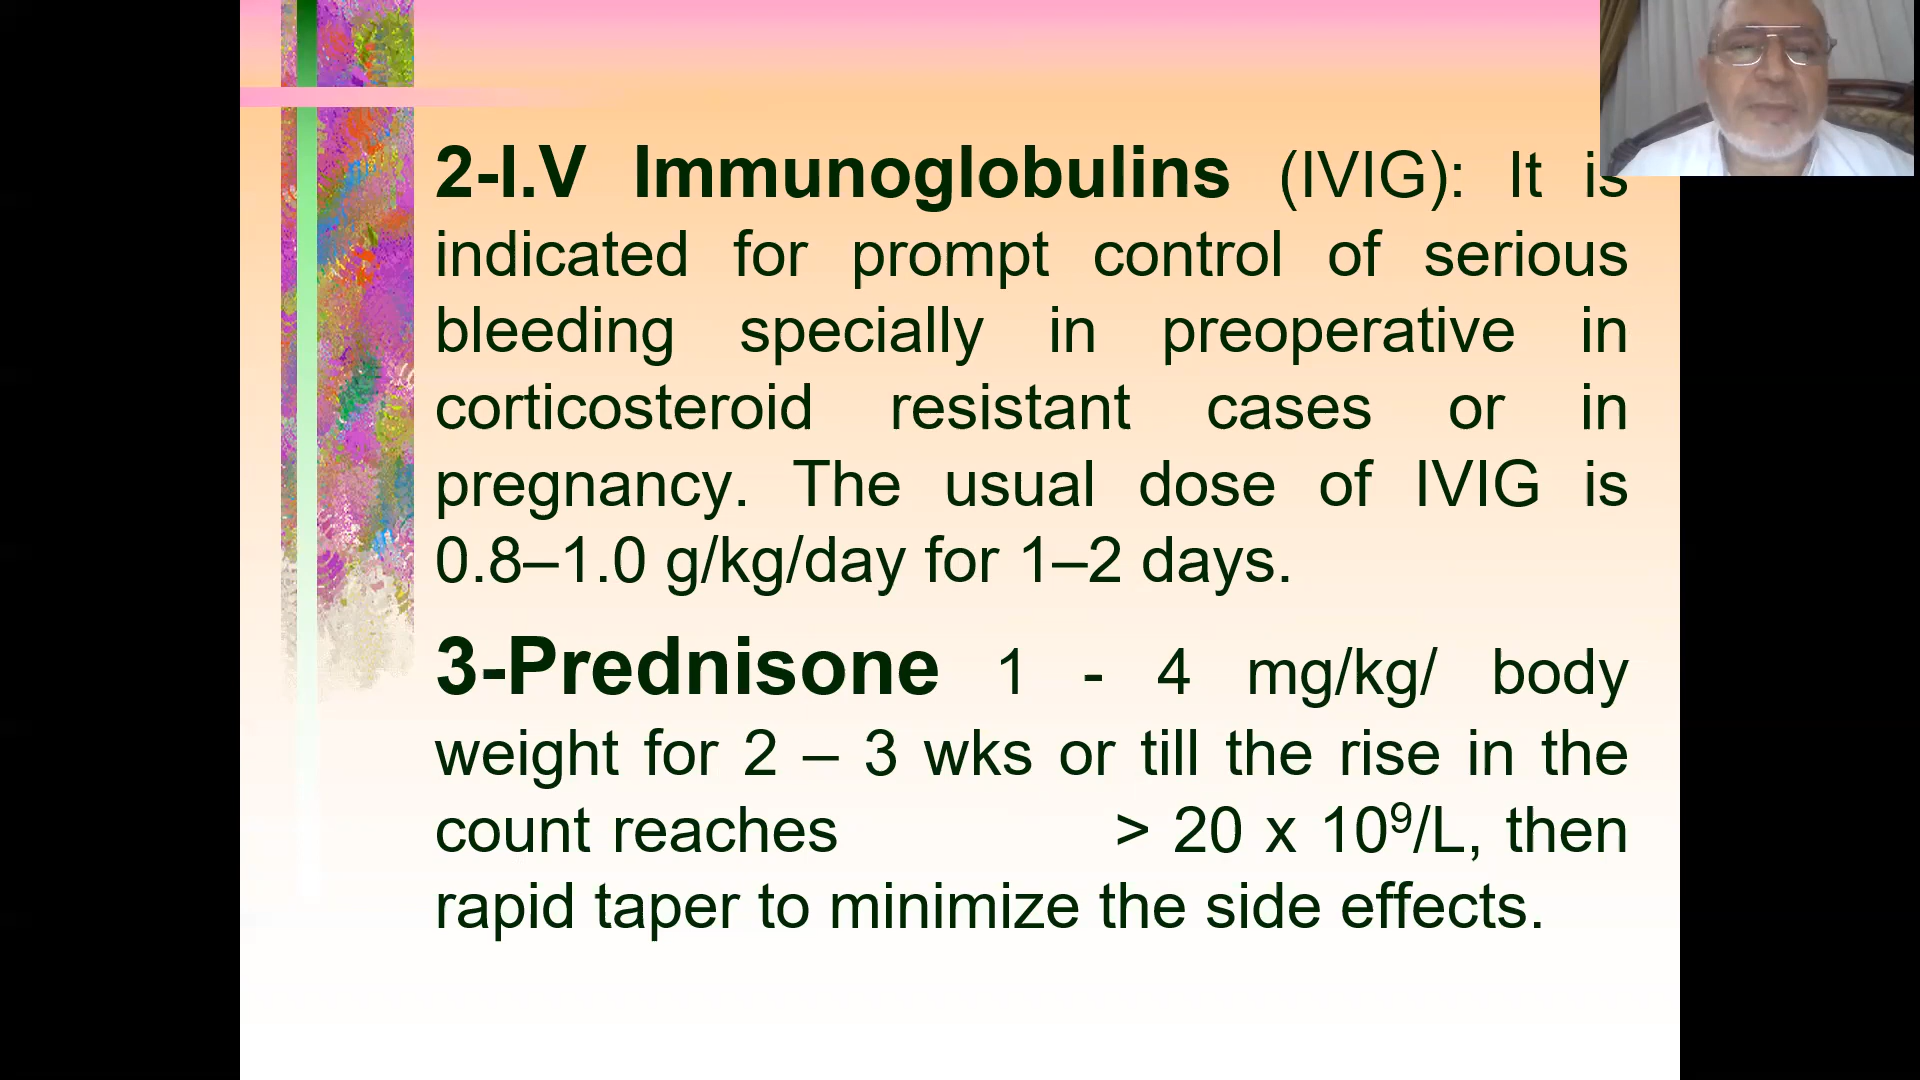 2-I.V Immunoglobulins (IVIG): It is
indicated for prompt control of serious
bleeding specially in preoperative in
corticosteroid resistant cases or in
pregnancy. The usual dose of IVIG is
0.8–1.0 g/kg/day for 1–2 days.
3-Prednisone 1 - 4 mg/kg/ body
weight for 2 – 3 wks or till the rise in the
count reaches > 20 x 10⁹/L, then
rapid taper to minimize the side effects.